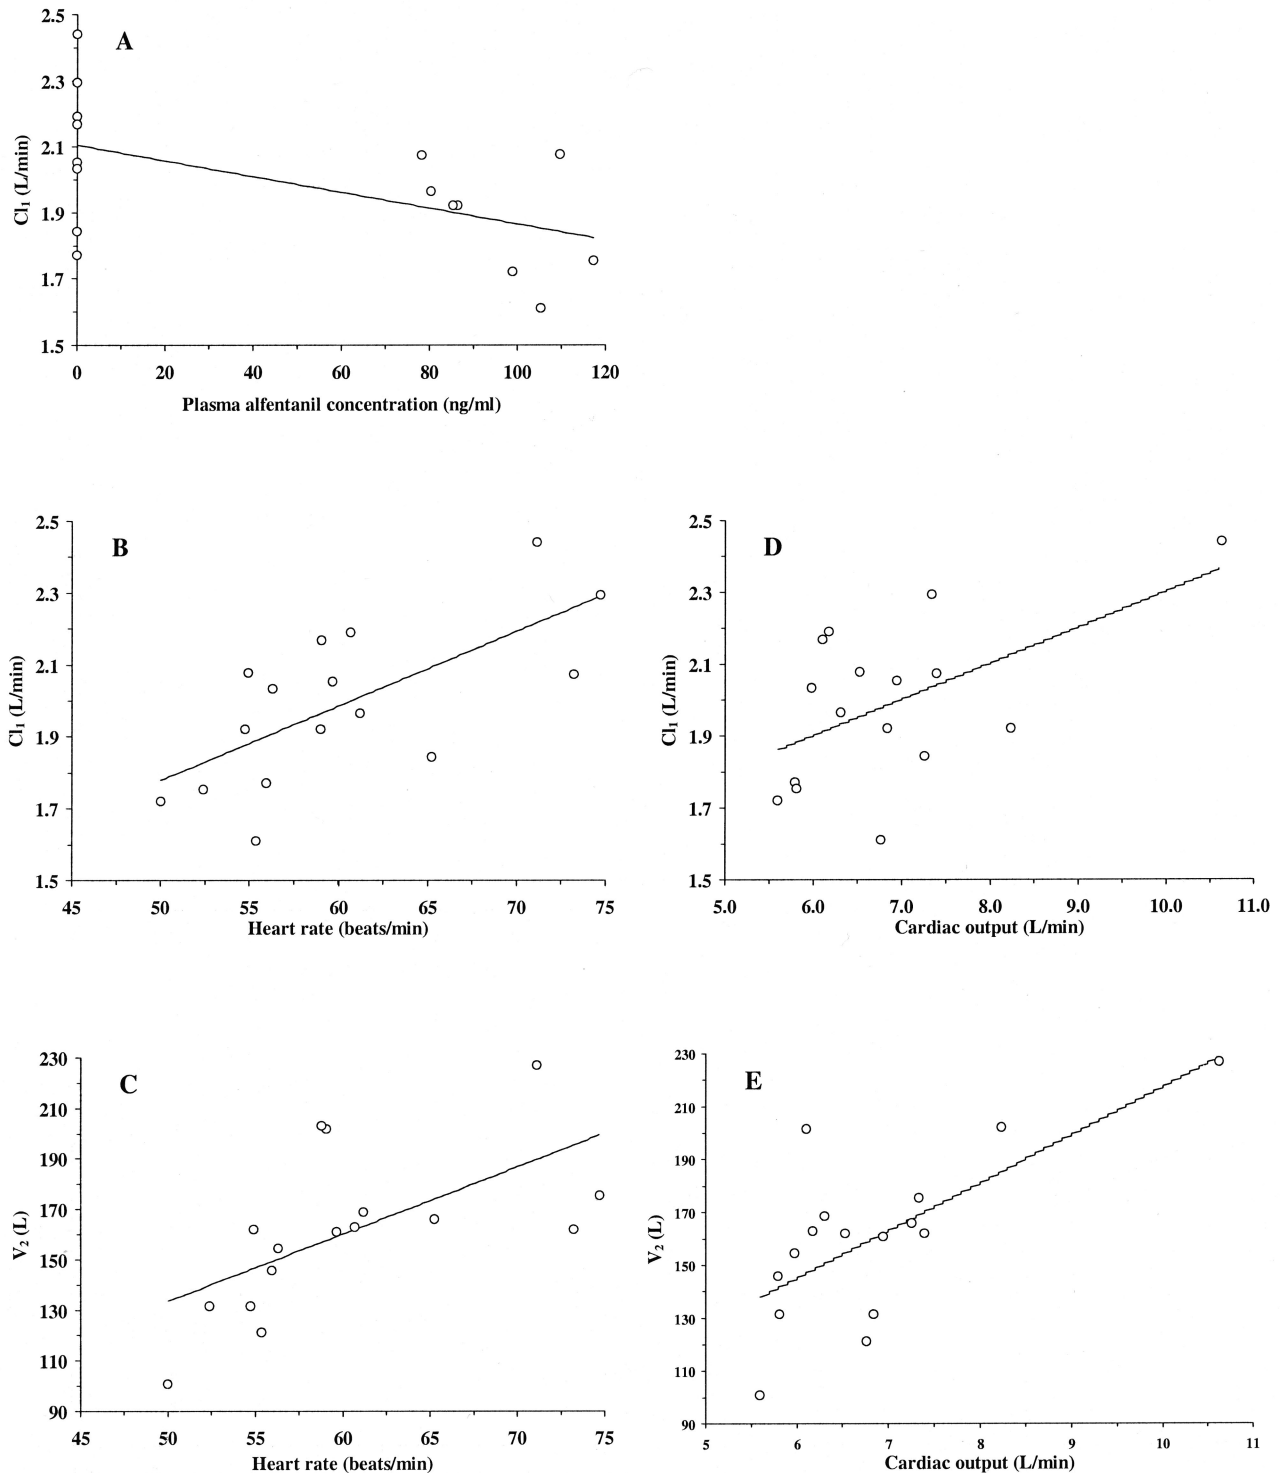 A
2.5
2.3
2.1
1.9
1.7
1.5
Cl₁ (L/min)
0 20 40 60 80 100 120
Plasma alfentanil concentration (ng/ml)
B
2.5
2.3
2.1
1.9
1.7
1.5
Cl₁ (L/min)
45 50 55 60 65 70 75
Heart rate (beats/min)
D
2.5
2.3
2.1
1.9
1.7
1.5
Cl₁ (L/min)
5.0 6.0 7.0 8.0 9.0 10.0 11.0
Cardiac output (L/min)
C
230
210
190
170
150
130
110
90
V₂ (L)
45 50 55 60 65 70 75
Heart rate (beats/min)
E
230
210
190
170
150
130
110
90
V₂ (L)
5 6 7 8 9 10 11
Cardiac output (L/min)